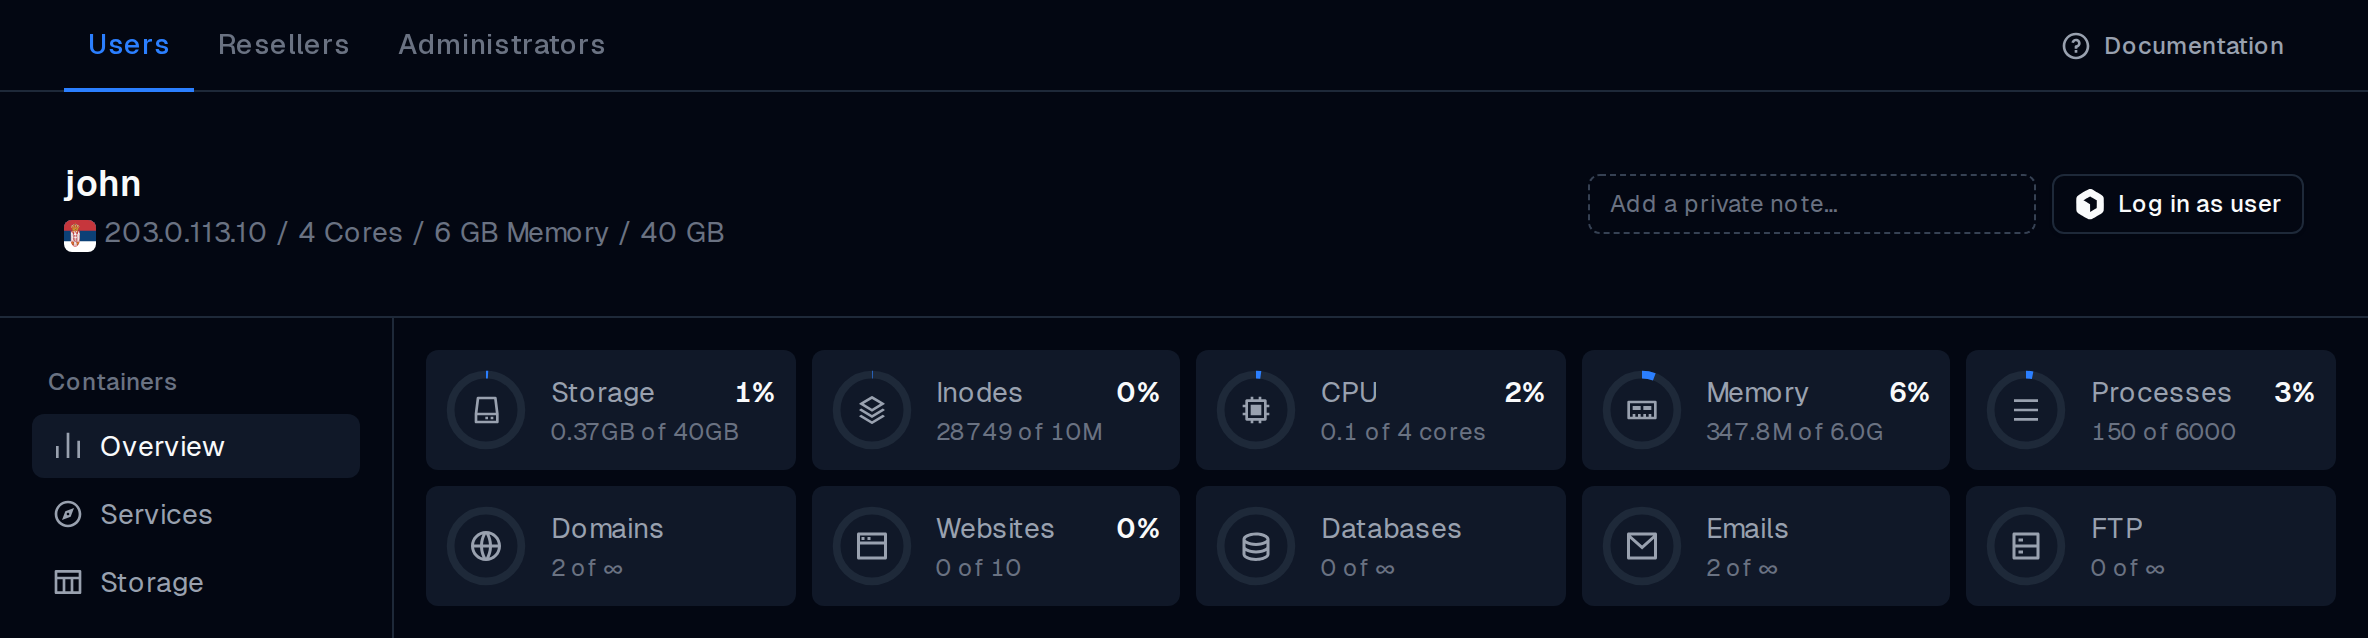 Users Resellers Administrators Documentation
john
203.0.113.10 / 4 Cores / 6 GB Memory / 40 GB
Add a private note... Log in as user
Containers
Overview
Services
Storage
Storage 1%
0.37GB of 40GB
Inodes 0%
28749 of 10M
CPU 2%
0.1 of 4 cores
Memory 6%
347.8M of 6.0G
Processes 3%
150 of 6000
Domains
2 of ∞
Websites 0%
0 of 10
Databases
0 of ∞
Emails
2 of ∞
FTP
0 of ∞